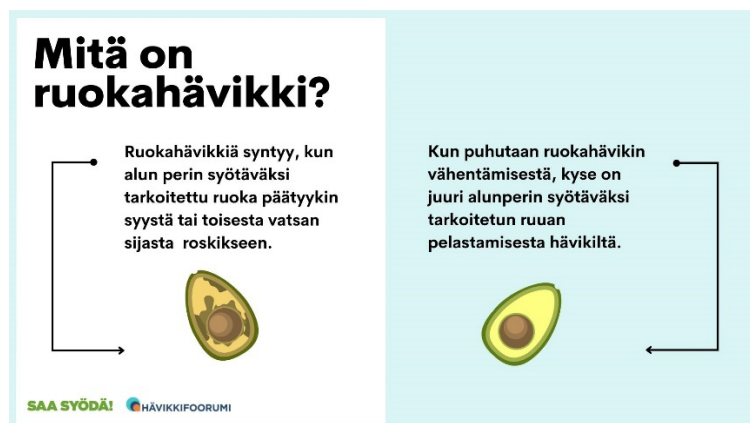 Mitä on
ruokahävikki?
Ruokahävikkiä syntyy, kun
alun perin syötäväksi
tarkoitettu ruoka päätyykin
syystä tai toisesta vatsan
sijasta roskikseen.
Kun puhutaan ruokahävikin
vähentämisestä, kyse on
juuri alunperin syötäväksi
tarkoitetun ruuan
pelastamisesta hävikiltä.
SAA SYÖDÄ!
HÄVIKKIFOORUMI